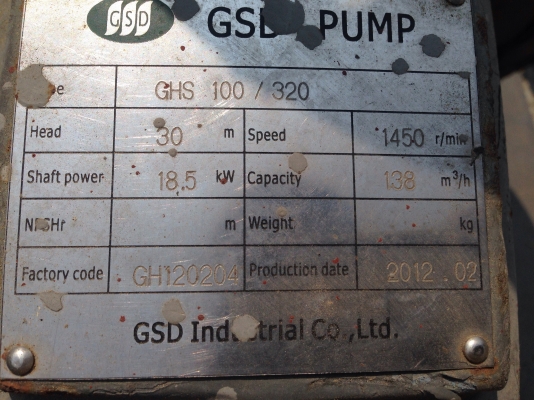 GSD GSD PUMP
GHS 100 / 320
Head 30 m Speed 1450 r/min
Shaft power 18,5 kW Capacity 138 m³/h
m Weight kg
Factory code GH120204 Production date 2012 . 02
GSD Industrial Co.,Ltd.